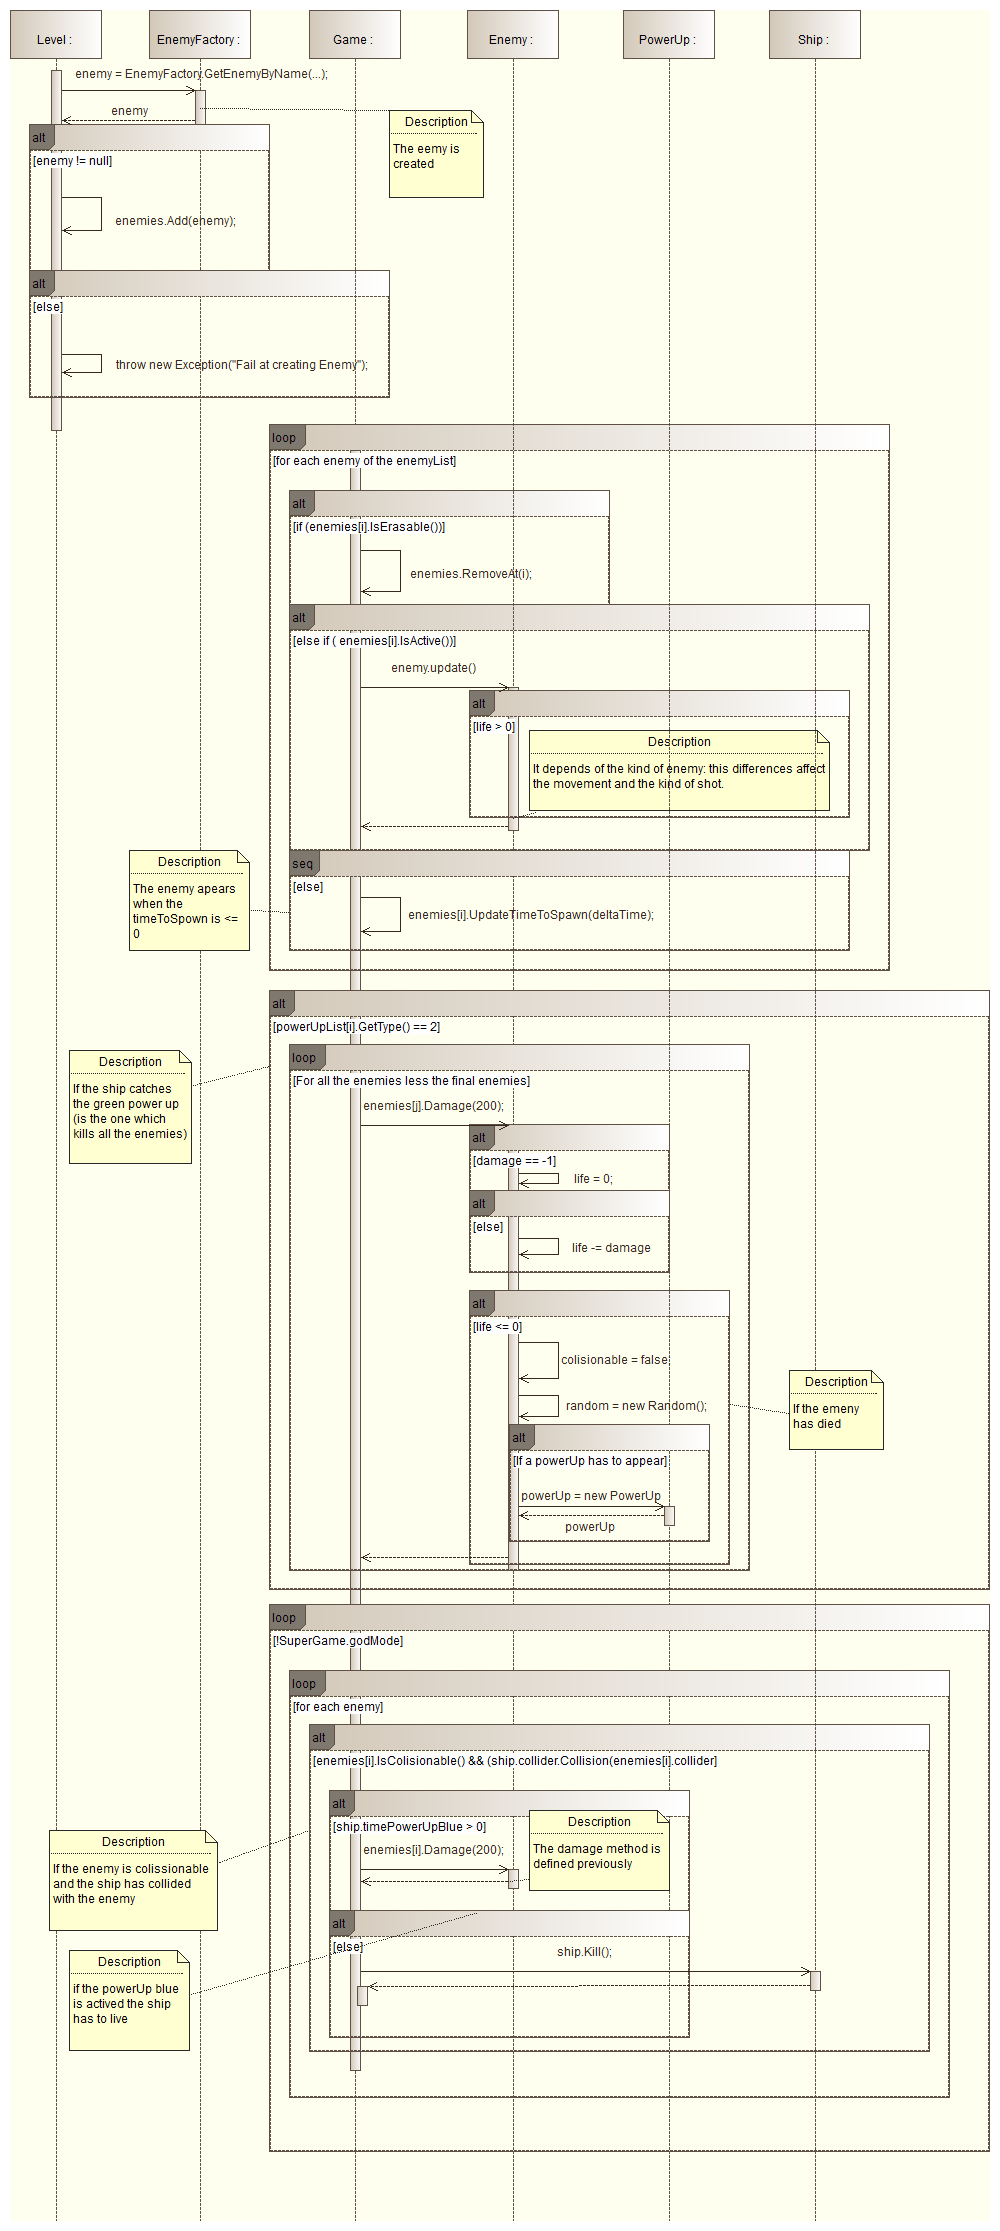 Level :
EnemyFactory :
Game :
Enemy :
PowerUp :
Ship :
enemy = EnemyFactory.GetEnemyByName(...);
enemy
Description
The eemy is
created
alt
[enemy != null]
enemies.Add(enemy);
alt
[else]
throw new Exception("Fail at creating Enemy");
loop
[for each enemy of the enemyList]
alt
[if (enemies[i].IsErasable())]
enemies.RemoveAt(i);
alt
[else if ( enemies[i].IsActive())]
enemy.update()
alt
[life > 0]
Description
It depends of the kind of enemy: this differences affect
the movement and the kind of shot.
seq
[else]
Description
The enemy apears
when the
timeToSpown is <=
0
enemies[i].UpdateTimeToSpawn(deltaTime);
alt
[powerUpList[i].GetType() == 2]
loop
[For all the enemies less the final enemies]
Description
If the ship catches
the green power up
(is the one which
kills all the enemies)
enemies[j].Damage(200);
alt
[damage == -1]
life = 0;
alt
[else]
life -= damage
alt
[life <= 0]
colisionable = false
random = new Random();
Description
If the emeny
has died
alt
[If a powerUp has to appear]
powerUp = new PowerUp
powerUp
loop
[!SuperGame.godMode]
loop
[for each enemy]
alt
[enemies[i].IsColisionable() && (ship.collider.Collision(enemies[i].collider]
alt
[ship.timePowerUpBlue > 0]
enemies[i].Damage(200);
Description
The damage method is
defined previously
Description
If the enemy is colissionable
and the ship has collided
with the enemy
alt
[else]
ship.Kill();
Description
if the powerUp blue
is actived the ship
has to live